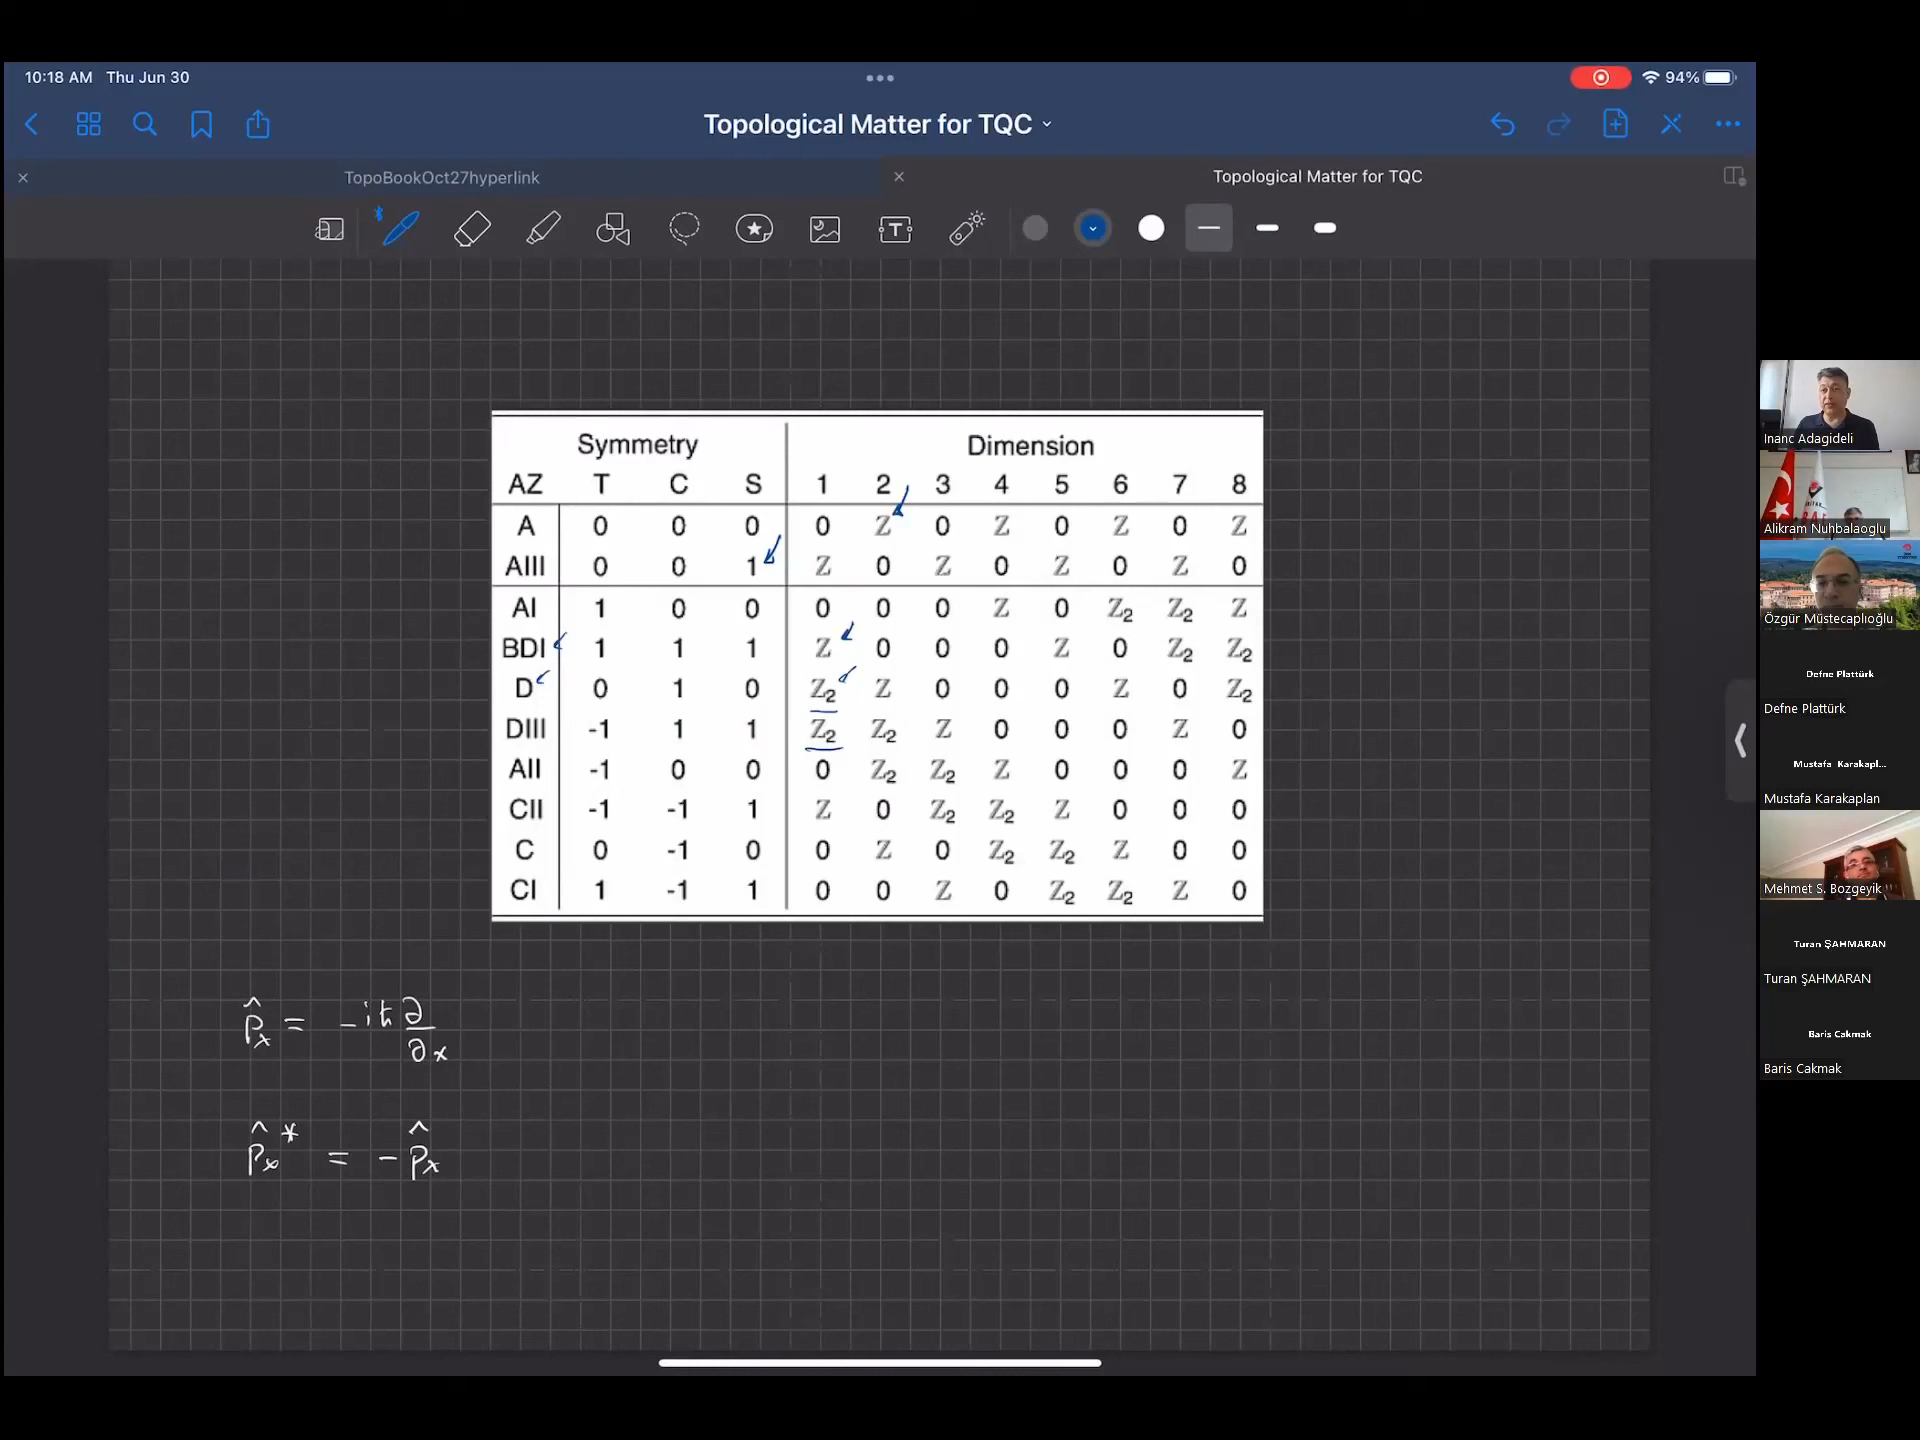 10:18 AM Thu Jun 30
94%
Topological Matter for TQC
TopoBookOct27hyperlink
Topological Matter for TQC
Symmetry Dimension
AZ T C S 1 2 3 4 5 6 7 8
A 0 0 0 0 ℤ 0 ℤ 0 ℤ 0 ℤ
AIII 0 0 1 ℤ 0 ℤ 0 ℤ 0 ℤ 0
AI 1 0 0 0 0 0 ℤ 0 ℤ₂ ℤ₂ ℤ
BDI 1 1 1 ℤ 0 0 0 ℤ 0 ℤ₂ ℤ₂
D 0 1 0 ℤ₂ ℤ 0 0 0 ℤ 0 ℤ₂
DIII -1 1 1 ℤ₂ ℤ₂ ℤ 0 0 0 ℤ 0
AII -1 0 0 0 ℤ₂ ℤ₂ ℤ 0 0 0 ℤ
CII -1 -1 1 ℤ 0 ℤ₂ ℤ₂ ℤ 0 0 0
C 0 -1 0 0 ℤ 0 ℤ₂ ℤ₂ ℤ 0 0
CI 1 -1 1 0 0 ℤ 0 ℤ₂ ℤ₂ ℤ 0
p̂ₓ = -iħ ∂/∂x
p̂ₓ* = - p̂ₓ
Inanc Adagideli
Alikram Nuhbalaoglu
Özgür Müstecaplıoğlu
Defne Plattürk
Defne Plattürk
Mustafa Karakapl...
Mustafa Karakaplan
Mehmet S. Bozgeyik
Turan ŞAHMARAN
Turan ŞAHMARAN
Baris Cakmak
Baris Cakmak